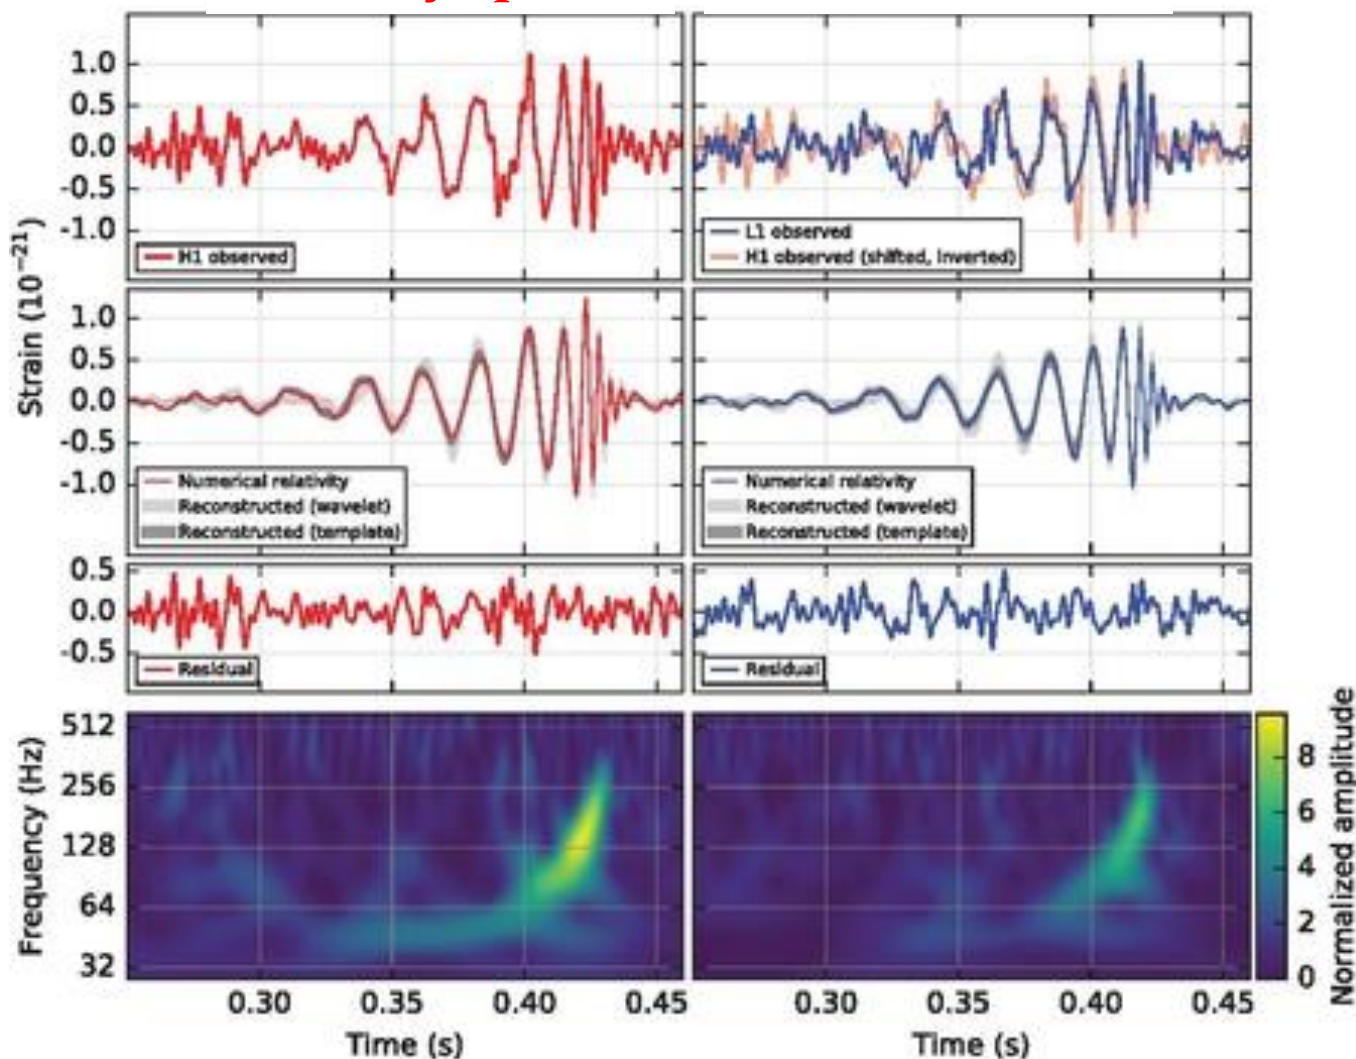 1.0
0.5
0.0
-0.5
-1.0
H1 observed
L1 observed
H1 observed (shifted, inverted)
Strain (10⁻²¹)
1.0
0.5
0.0
-0.5
-1.0
Numerical relativity
Reconstructed (wavelet)
Reconstructed (template)
Numerical relativity
Reconstructed (wavelet)
Reconstructed (template)
0.5
0.0
-0.5
Residual
Residual
Frequency (Hz)
512
256
128
64
32
0.30 0.35 0.40 0.45
Time (s)
0.30 0.35 0.40 0.45
Time (s)
8
6
4
2
0
Normalized amplitude